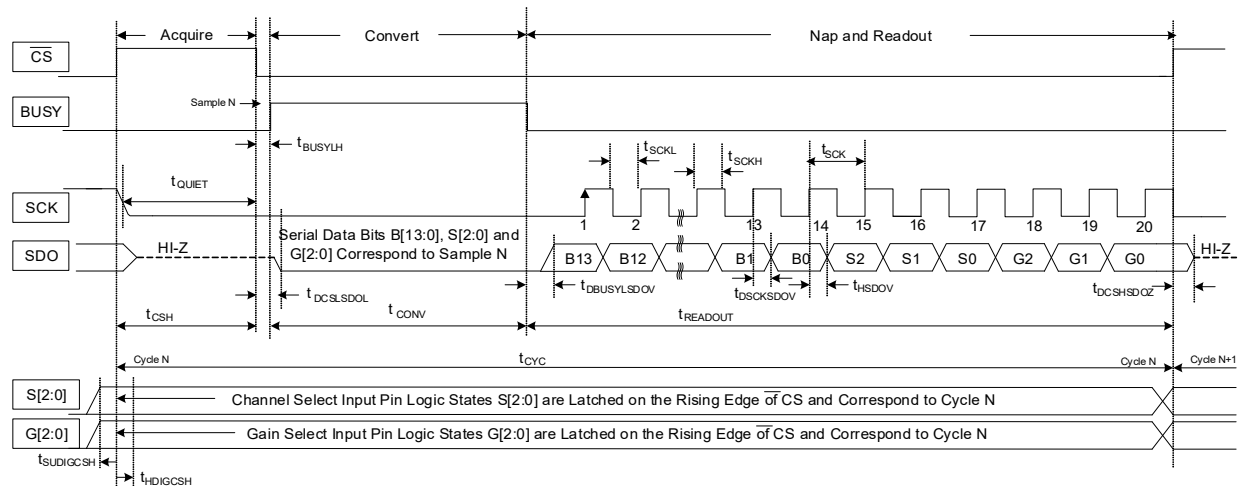 Acquire Convert Nap and Readout
CS
BUSY
Sample N
tBUSYLH
tSCKL tSCKH tSCK
tQUIET
SCK
1 2 13 14 15 16 17 18 19 20
SDO
HI-Z
Serial Data Bits B[13:0], S[2:0] and
G[2:0] Correspond to Sample N
B13 B12 B1 B0 S2 S1 S0 G2 G1 G0
HI-Z
tDCSLSDOL tDBUSYLSDOV tDSCKSDOV tHSDOV tDCSHSDOZ
tCSH tCONV tREADOUT
Cycle N tCYC Cycle N Cycle N+1
S[2:0]
Channel Select Input Pin Logic States S[2:0] are Latched on the Rising Edge of CS and Correspond to Cycle N
G[2:0]
Gain Select Input Pin Logic States G[2:0] are Latched on the Rising Edge of CS and Correspond to Cycle N
tSUDIGCSH
tHDIGCSH